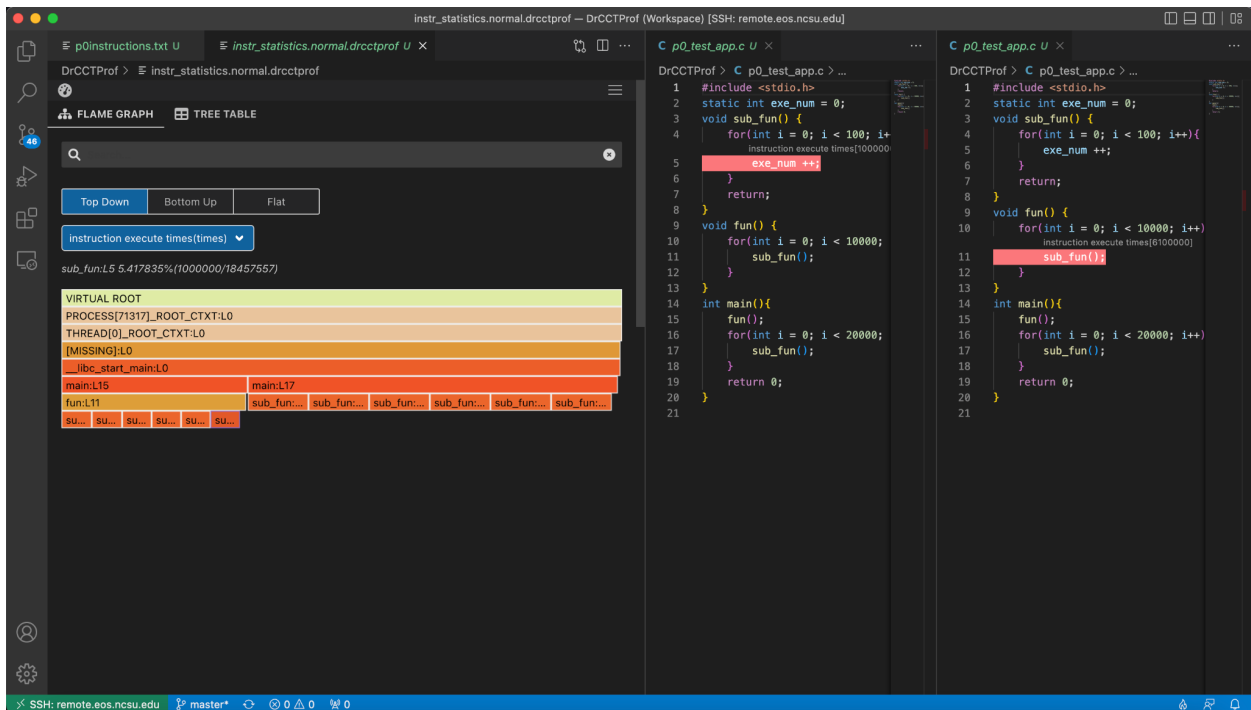 instr_statistics.normal.drcctprof — DrCCTProf (Workspace) [SSH: remote.eos.ncsu.edu]
p0instructions.txt U
instr_statistics.normal.drcctprof U
DrCCTProf > instr_statistics.normal.drcctprof
FLAME GRAPH
TREE TABLE
Top Down
Bottom Up
Flat
instruction execute times(times)
sub_fun:L5 5.417835%(1000000/18457557)
VIRTUAL ROOT
PROCESS[71317]_ROOT_CTXT:L0
THREAD[0]_ROOT_CTXT:L0
[MISSING]:L0
__libc_start_main:L0
main:L15 main:L17
fun:L11 sub_fun:... sub_fun:... sub_fun:... sub_fun:... sub_fun:... sub_fun:...
su... su... su... su... su... su...
46
C p0_test_app.c U
DrCCTProf > C p0_test_app.c > ...
1 #include <stdio.h>
2 static int exe_num = 0;
3 void sub_fun() {
4 for(int i = 0; i < 100; i+
instruction execute times[100000
5 exe_num ++;
6 }
7 return;
8 }
9 void fun() {
10 for(int i = 0; i < 10000;
11 sub_fun();
12 }
13 }
14 int main(){
15 fun();
16 for(int i = 0; i < 20000;
17 sub_fun();
18 }
19 return 0;
20 }
21
C p0_test_app.c U
DrCCTProf > C p0_test_app.c > ...
1 #include <stdio.h>
2 static int exe_num = 0;
3 void sub_fun() {
4 for(int i = 0; i < 100; i++){
5 exe_num ++;
6 }
7 return;
8 }
9 void fun() {
10 for(int i = 0; i < 10000; i++)
instruction execute times[6100000]
11 sub_fun();
12 }
13 }
14 int main(){
15 fun();
16 for(int i = 0; i < 20000; i++)
17 sub_fun();
18 }
19 return 0;
20 }
21
SSH: remote.eos.ncsu.edu master* 0 0 0